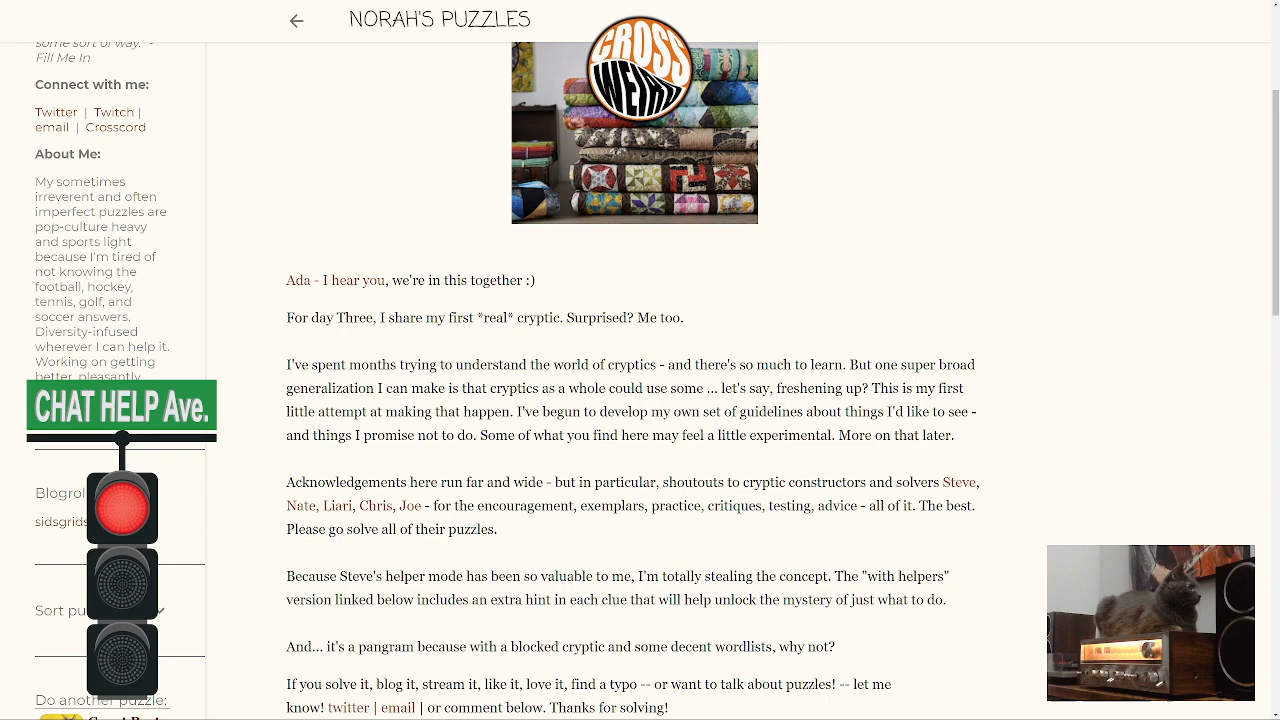 NORAH'S PUZZLES
CROSS
WEIRD
some sort of way. -
Fill Me In
Connect with me:
Twitter | Twitch |
email | Crosscord
About Me:
My sometimes
irreverent and often
imperfect puzzles are
pop-culture heavy
and sports light
because I'm tired of
not knowing the
football, hockey,
tennis, golf, and
soccer answers.
Diversity-infused
wherever I can help it.
Working on getting
better, pleasantly
CHAT HELP Ave.
Blogrol
sidsgrids
Sort pu
Do another puzzle:
Ada - I hear you, we're in this together :)
For day Three, I share my first *real* cryptic. Surprised? Me too.
I've spent months trying to understand the world of cryptics - and there's so much to learn. But one super broad
generalization I can make is that cryptics as a whole could use some ... let's say, freshening up? This is my first
little attempt at making that happen. I've begun to develop my own set of guidelines about things I'd like to see -
and things I promise not to do. Some of what you find here may feel a little experimental. More on that later.
Acknowledgements here run far and wide - but in particular, shoutouts to cryptic constructors and solvers Steve,
Nate, Liari, Chris, Joe - for the encouragement, exemplars, practice, critiques, testing, advice - all of it. The best.
Please go solve all of their puzzles.
Because Steve's helper mode has been so valuable to me, I'm totally stealing the concept. The "with helpers"
version linked below includes an extra hint in each clue that will help unlock the mystery of just what to do.
And... it's a pangram because with a blocked cryptic and some decent wordlists, why not?
If you solve it, blog it, stream it, like it, love it, find a typo -- or want to talk about puzzles! -- let me
know! twitter | email | or comment below. Thanks for solving!